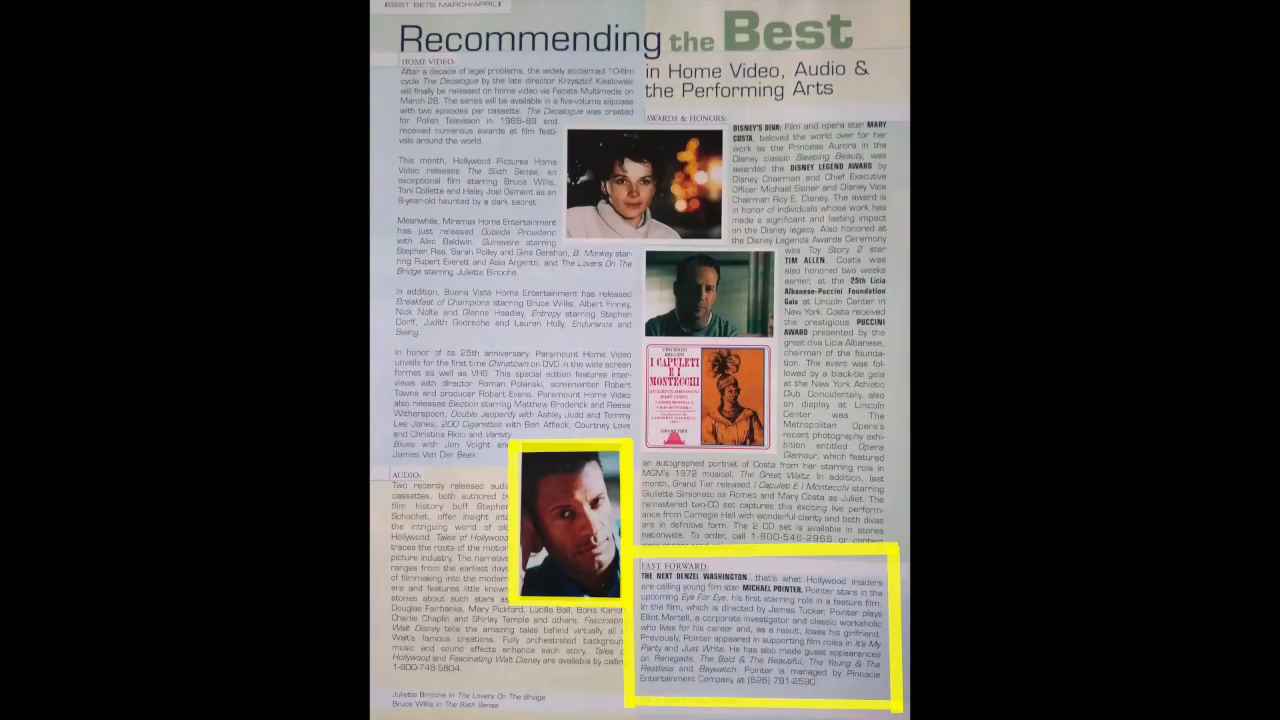 [BEST BETS MARCH/APRIL]
Recommending the Best
in Home Video, Audio &
the Performing Arts
HOME VIDEO:
After a decade of legal problems, the widely acclaimed 10-film
cycle The Decalogue by the late director Krzysztof Kieslowski
will finally be released on home video via Facets Multimedia on
March 28. The series will be available in a five-volume slipcase
with two episodes per cassette. The Decalogue was created
for Polish Television in 1988-89 and
received numerous awards at film festi-
vals around the world.
This month, Hollywood Pictures Home
Video releases The Sixth Sense, an
exceptional film starring Bruce Willis,
Toni Collette and Haley Joel Osment as an
8-year-old haunted by a dark secret.
Meanwhile, Miramax Home Entertainment
has just released Outside Providence
with Alec Baldwin, Guinevere starring
Stephen Rea, Sarah Polley and Gina Gershon, B. Monkey star-
ring Rupert Everett and Asia Argento, and The Lovers On The
Bridge starring Juliette Binoche.
In addition, Buena Vista Home Entertainment has released
Breakfast of Champions starring Bruce Willis, Albert Finney,
Nick Nolte and Glenne Headley, Entropy starring Stephen
Dorff, Judith Godreche and Lauren Holly, Endurance and
Swing.
In honor of its 25th anniversary, Paramount Home Video
unveils for the first time Chinatown on DVD in the wide screen
format as well as VHS. This special edition features inter-
views with director Roman Polanski, somenwriter Robert
Towne and producer Robert Evans. Paramount Home Video
also releases Election starring Matthew Broderick and Reese
Witherspoon, Double Jeopardy with Ashley Judd and Tommy
Lee Jones, 200 Cigarettes with Ben Affleck, Courtney Love
and Christina Ricci and Varsity
Blues with Jon Voight and
James Van Der Beek.
AUDIO:
Two recently released audio
cassettes, both authored by
film history buff Stephen
Schochet, offer insight into
the intriguing world of old
Hollywood. Tales of Hollywood
traces the roots of the motion
picture industry. The narrative
ranges from the earliest days
of filmmaking into the modern
era and features little known
stories about such stars as
Douglas Fairbanks, Mary Pickford, Lucille Ball, Boris Karloff,
Charlie Chaplin and Shirley Temple and others. Fascinating
Walt Disney tells the amazing tales behind virtually all of
Walt's famous creations. Fully orchestrated background
music and sound effects enhance each story. Tales of
Hollywood and Fascinating Walt Disney are available by calling
1-800-748-5804.
Juliette Binoche in The Lovers On The Bridge
Bruce Willis in The Sixth Sense
AWARDS & HONORS:
DISNEY'S DIVA: Film and opera star MARY
COSTA, beloved the world over for her
work as the Princess Aurora in the
Disney classic Sleeping Beauty, was
awarded the DISNEY LEGEND AWARD by
Disney Chairman and Chief Executive
Officer Michael Eisner and Disney Vice
Chairman Roy E. Disney. The award is
in honor of individuals whose work has
made a significant and lasting impact
on the Disney legacy. Also honored at
the Disney Legends Awards Ceremony
was Toy Story 2 star
TIM ALLEN. Costa was
also honored two weeks
earlier, at the 25th Licia
Albanese-Puccini Foundation
Gala at Lincoln Center in
New York. Costa received
the prestigious PUCCINI
AWARD presented by the
great diva Licia Albanese,
chairman of the founda-
tion. The event was fol-
lowed by a black-tie gala
at the New York Athletic
Club. Coincidentally, also
on display at Lincoln
Center was The
Metropolitan Opera's
recent photography exhi-
bition entitled Opera
Glamour, which featured
an autographed portrait of Costa from her starring role in
MGM's 1972 musical, The Great Waltz. In addition, last
month, Grand Tier released I Capuleti E I Montecchi starring
Giulietta Simionato as Romeo and Mary Costa as Juliet. The
remastered two-CD set captures this exciting live perform-
ance from Carnegie Hall with wonderful clarity and both divas
are in definitive form. The 2 CD set is available in stores
nationwide. To order, call 1-800-546-2966 or contact
VINCENZO
BELLINI
I CAPULETI
E I
MONTECCHI
GIULIETTA SIMIONATO
MARY COSTA
GRAND TIER
FAST FORWARD:
THE NEXT DENZEL WASHINGTON...that's what Hollywood insiders
are calling young film star MICHAEL POINTER. Pointer stars in the
upcoming Eye For Eye, his first starring role in a feature film.
In the film, which is directed by James Tucker, Pointer plays
Eliot Martell, a corporate investigator and classic workaholic
who lives for his career and, as a result, loses his girlfriend.
Previously, Pointer appeared in supporting film roles in It's My
Party and Just Write. He has also made guest appearances
on Renegade, The Bold & The Beautiful, The Young & The
Restless and Baywatch. Pointer is managed by Pinnacle
Entertainment Company at (626) 791-2590.